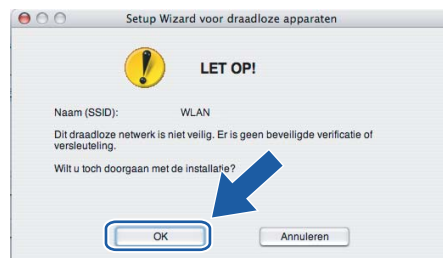 Setup Wizard voor draadloze apparaten
LET OP!
Naam (SSID): WLAN
Dit draadloze netwerk is niet veilig. Er is geen beveiligde verificatie of
versleuteling.
Wilt u toch doorgaan met de installatie?
OK Annuleren